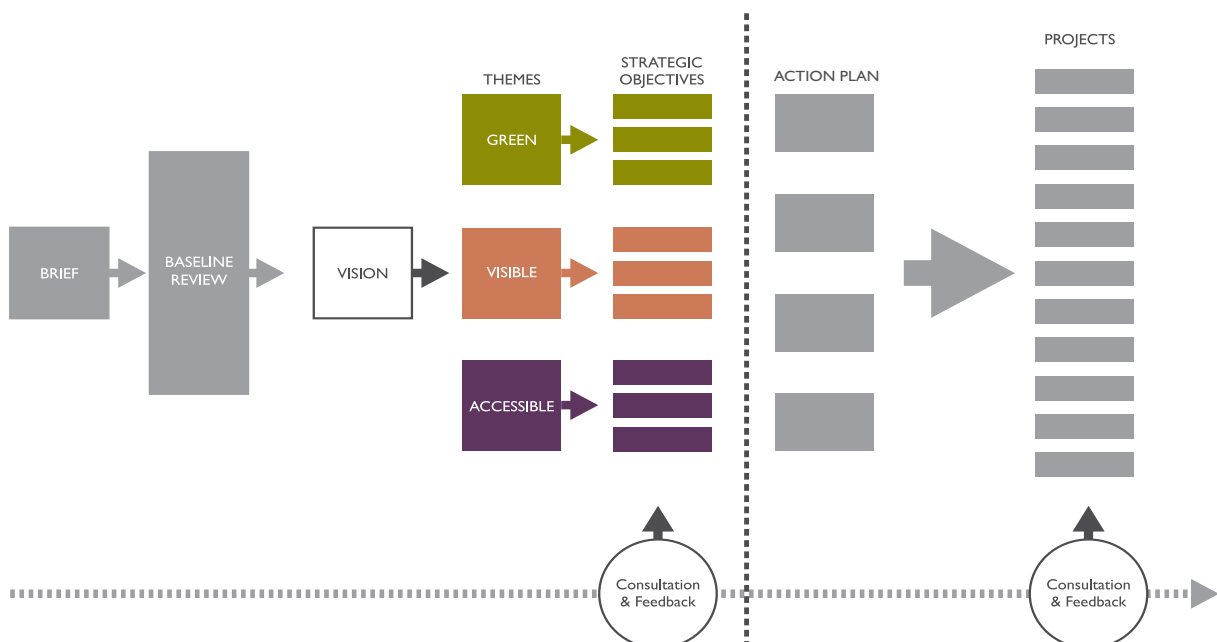 PROJECTS
THEMES
STRATEGIC
OBJECTIVES
ACTION PLAN
GREEN
BRIEF
BASELINE
REVIEW
VISION
VISIBLE
ACCESSIBLE
Consultation
& Feedback
Consultation
& Feedback